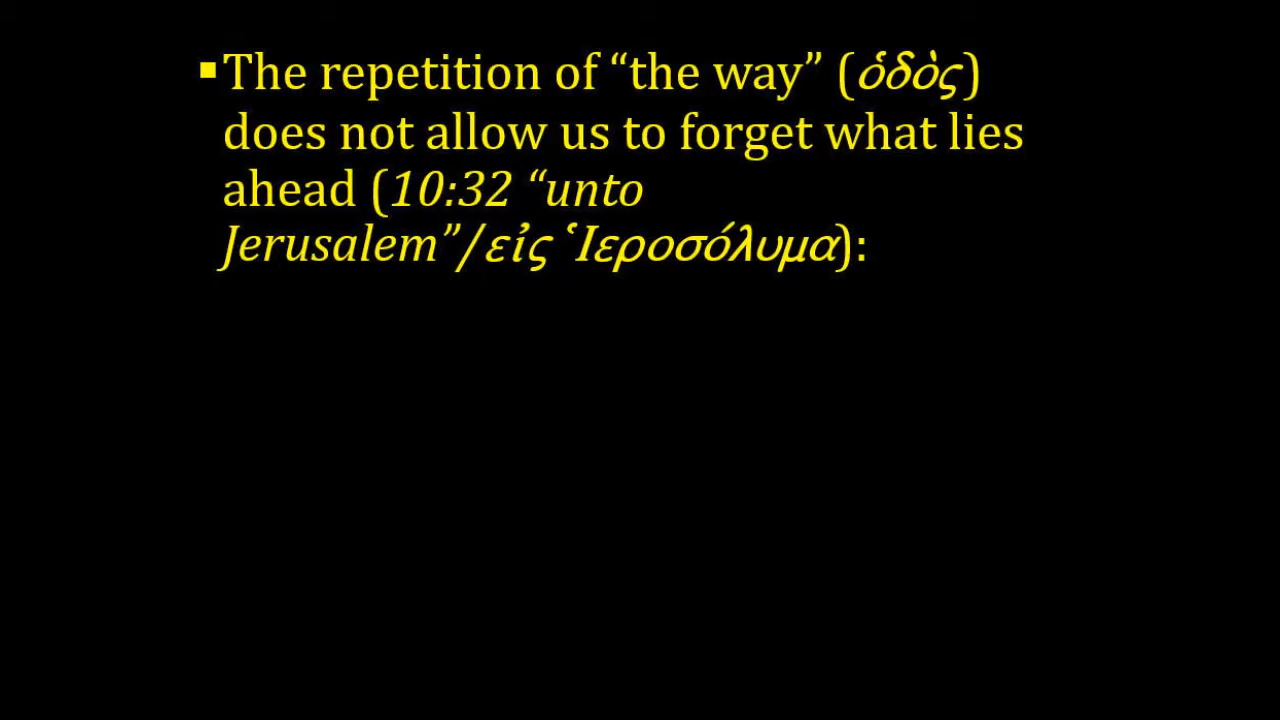 ▪The repetition of “the way” (ὁδὸς)
does not allow us to forget what lies
ahead (10:32 “unto
Jerusalem”/εἰς Ἱεροσόλυμα):